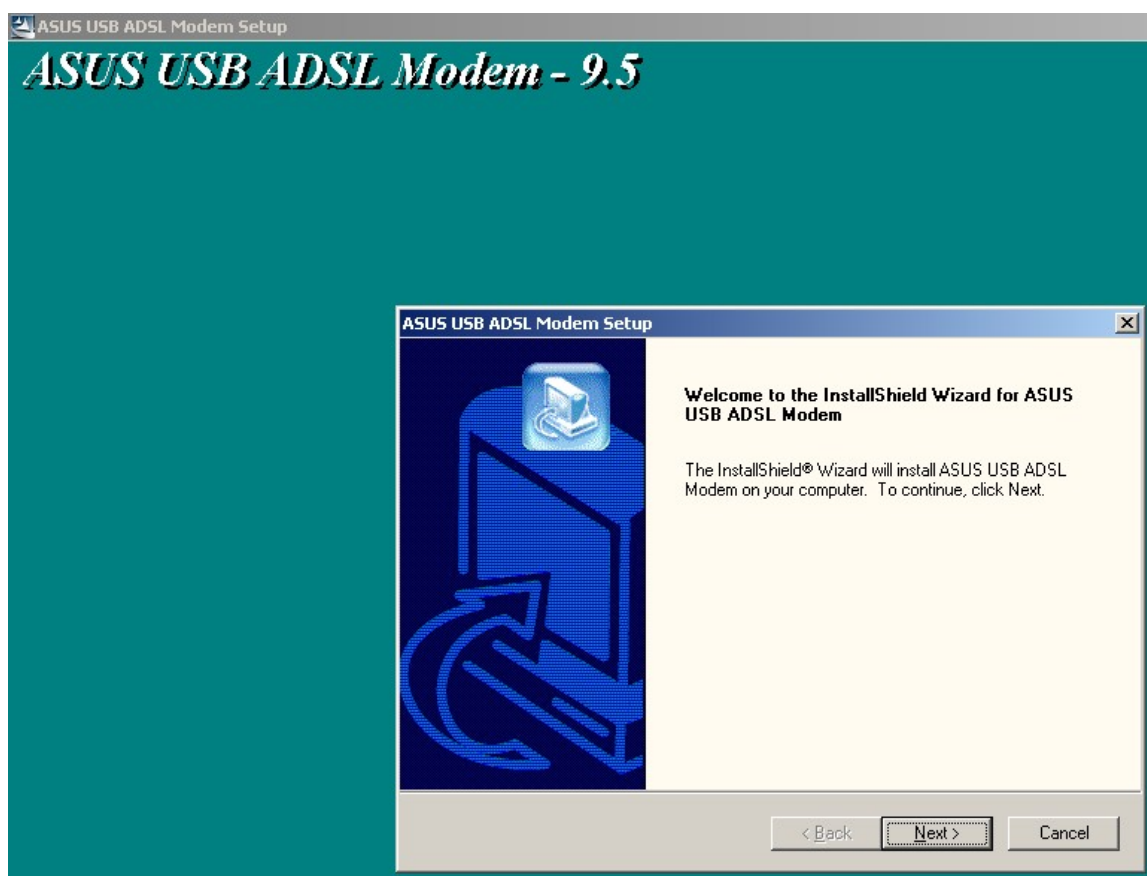 ASUS USB ADSL Modem Setup
ASUS USB ADSL Modem - 9.5
ASUS USB ADSL Modem Setup
Welcome to the InstallShield Wizard for ASUS
USB ADSL Modem
The InstallShield® Wizard will install ASUS USB ADSL
Modem on your computer. To continue, click Next.
< Back Next > Cancel